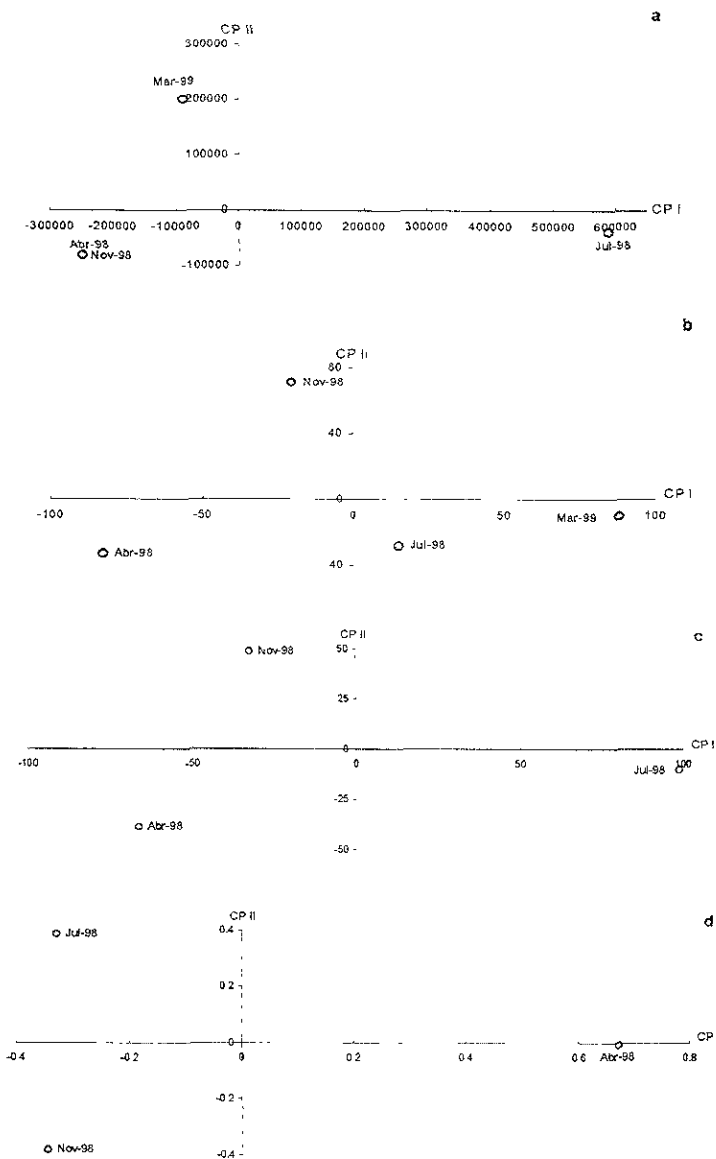 a
CP II
300000
Mar-99
200000
100000
0
CP I
-300000 -200000 -100000 0 100000 200000 300000 400000 500000 600000
Abr-98
Nov-98
Jul-98
-100000
b
CP II
80
Nov-98
40
0
CP I
-100 -50 0 50 100
Mar-99
Abr-98
Jul-98
40
c
CP II
Nov-98
50
25
0
CP I
-100 -50 0 50 100
Jul-98
-25
Abr-98
-50
d
CP II
0.4
Jul-98
0.2
0
CP
-0.4 -0.2 0 0.2 0.4 0.6 0.8
Abr-98
-0.2
Nov-98
-0.4